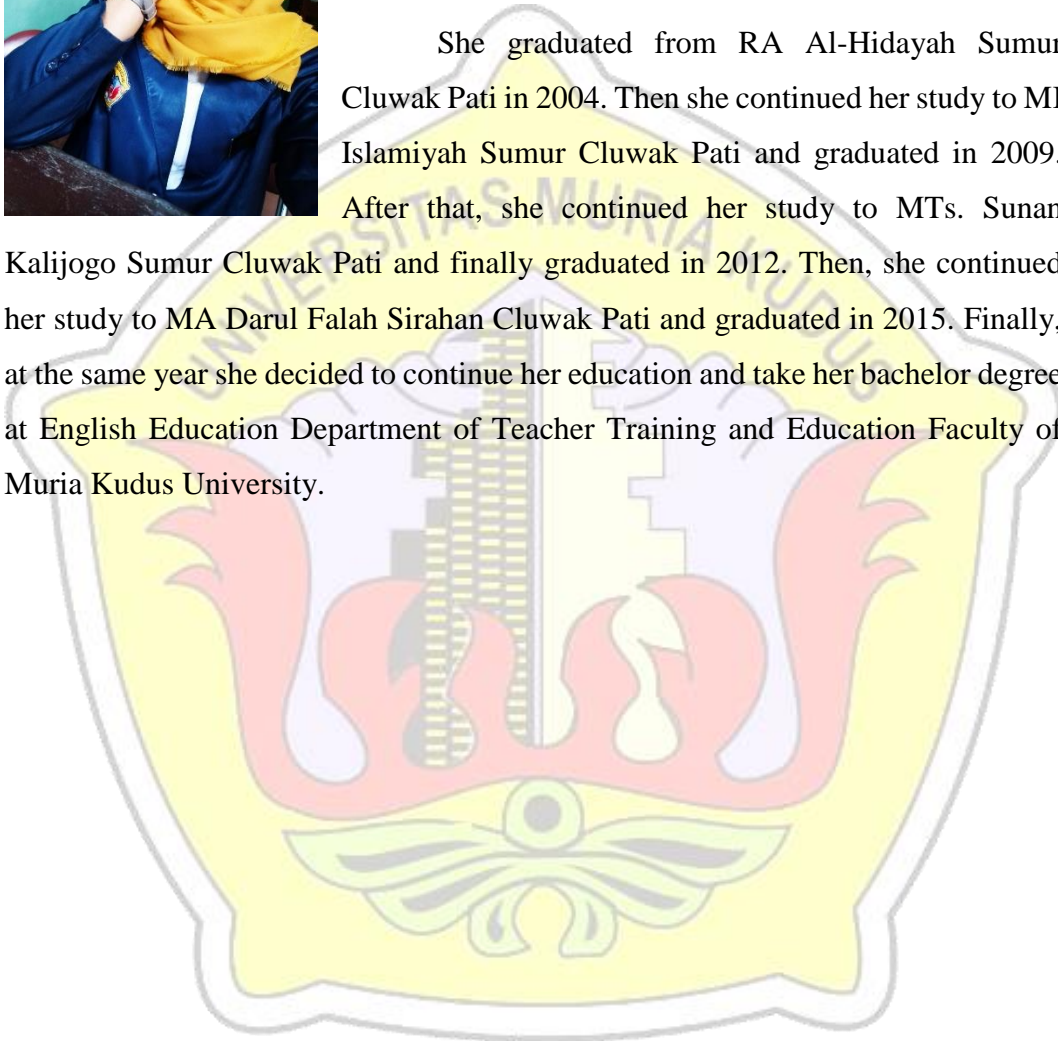 She graduated from RA Al-Hidayah Sumur
Cluwak Pati in 2004. Then she continued her study to MI
Islamiyah Sumur Cluwak Pati and graduated in 2009.
After that, she continued her study to MTs. Sunan
Kalijogo Sumur Cluwak Pati and finally graduated in 2012. Then, she continued
her study to MA Darul Falah Sirahan Cluwak Pati and graduated in 2015. Finally,
at the same year she decided to continue her education and take her bachelor degree
at English Education Department of Teacher Training and Education Faculty of
Muria Kudus University.
UNIVERSITAS MURIA KUDUS